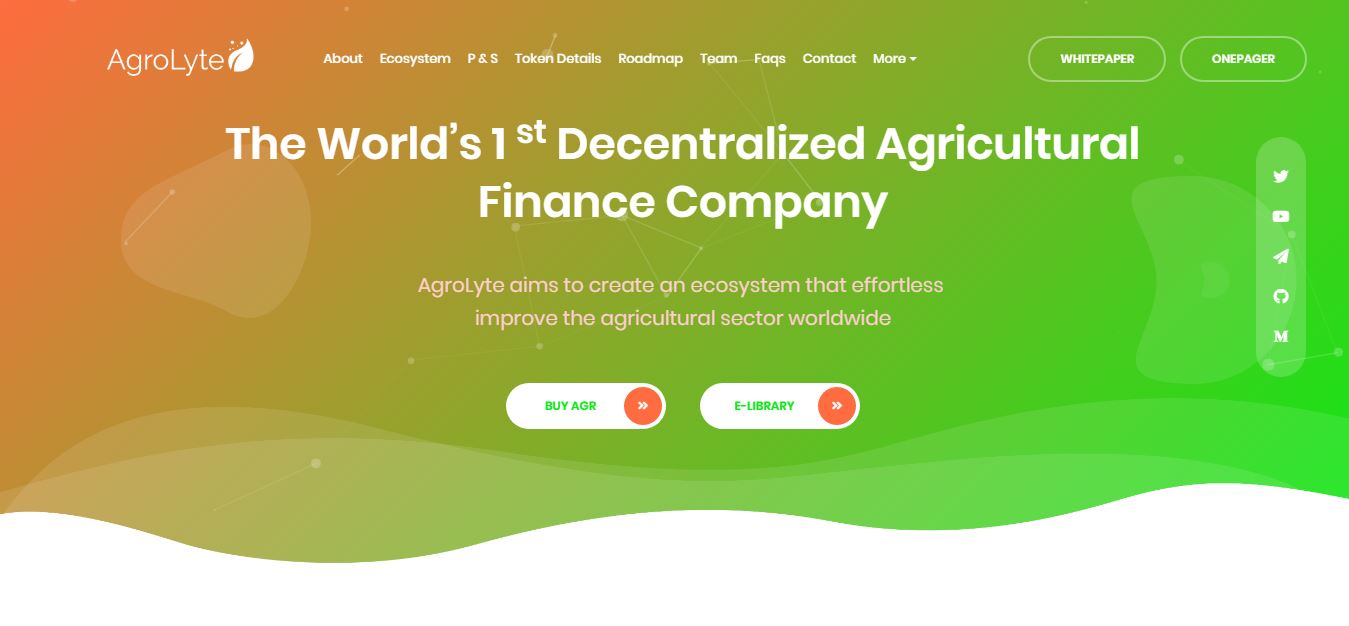 AgroLyte
About Ecosystem P & S Token Details Roadmap Team Faqs Contact More
WHITEPAPER ONEPAGER
The World's 1 st Decentralized Agricultural
Finance Company
AgroLyte aims to create an ecosystem that effortless
improve the agricultural sector worldwide
BUY AGR
E-LIBRARY